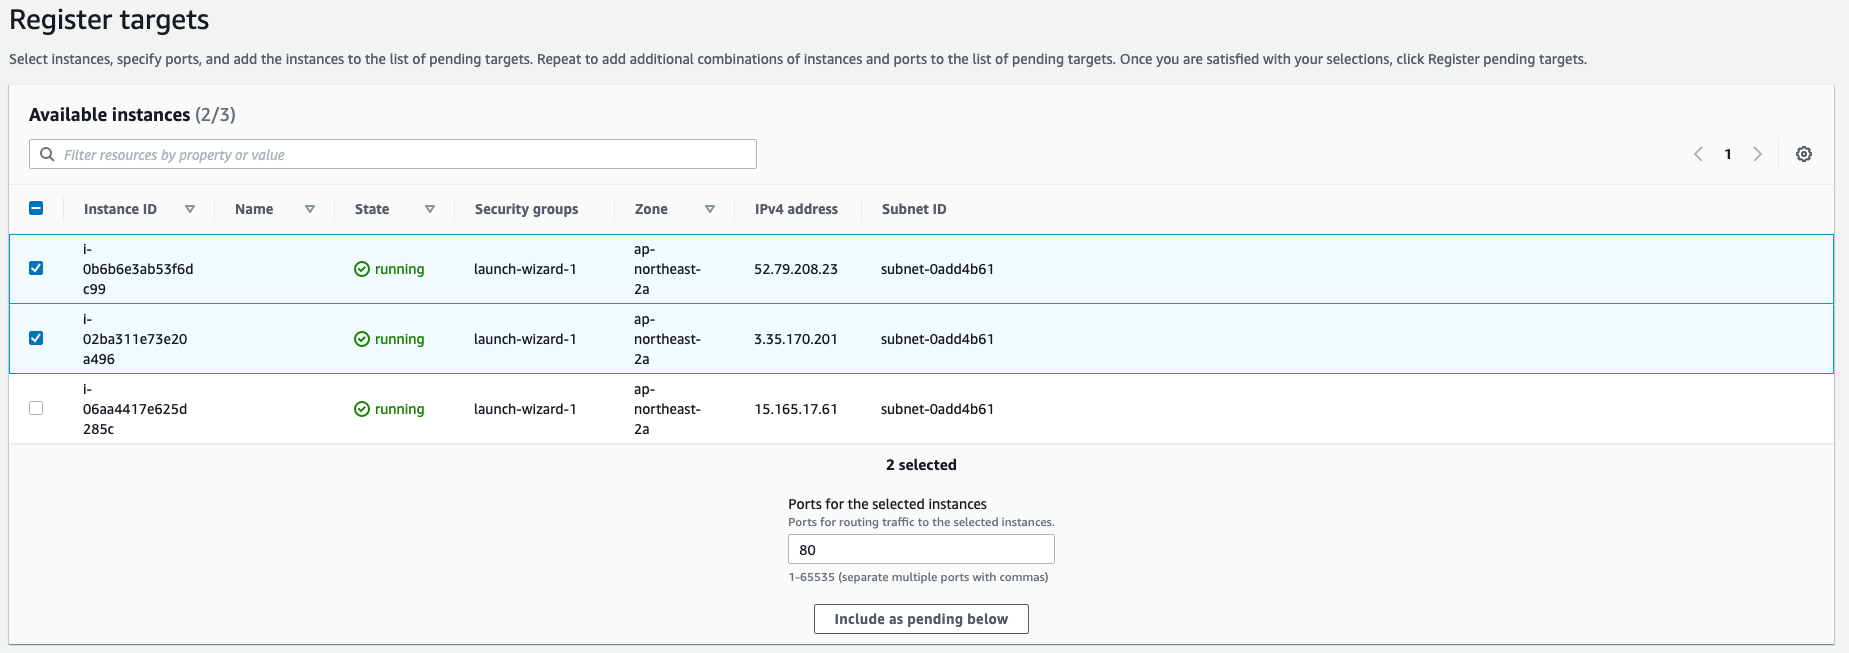 Register targets
Select instances, specify ports, and add the instances to the list of pending targets. Repeat to add additional combinations of instances and ports to the list of pending targets. Once you are satisfied with your selections, click Register pending targets.
Available instances (2/3)
Filter resources by property or value
1
Instance ID Name State Security groups Zone IPv4 address Subnet ID
i-0b6b6e3ab53f6dc99 running launch-wizard-1 ap-northeast-2a 52.79.208.23 subnet-0add4b61
i-02ba311e73e20a496 running launch-wizard-1 ap-northeast-2a 3.35.170.201 subnet-0add4b61
i-06aa4417e625d285c running launch-wizard-1 ap-northeast-2a 15.165.17.61 subnet-0add4b61
2 selected
Ports for the selected instances
Ports for routing traffic to the selected instances.
80
1-65535 (separate multiple ports with commas)
Include as pending below